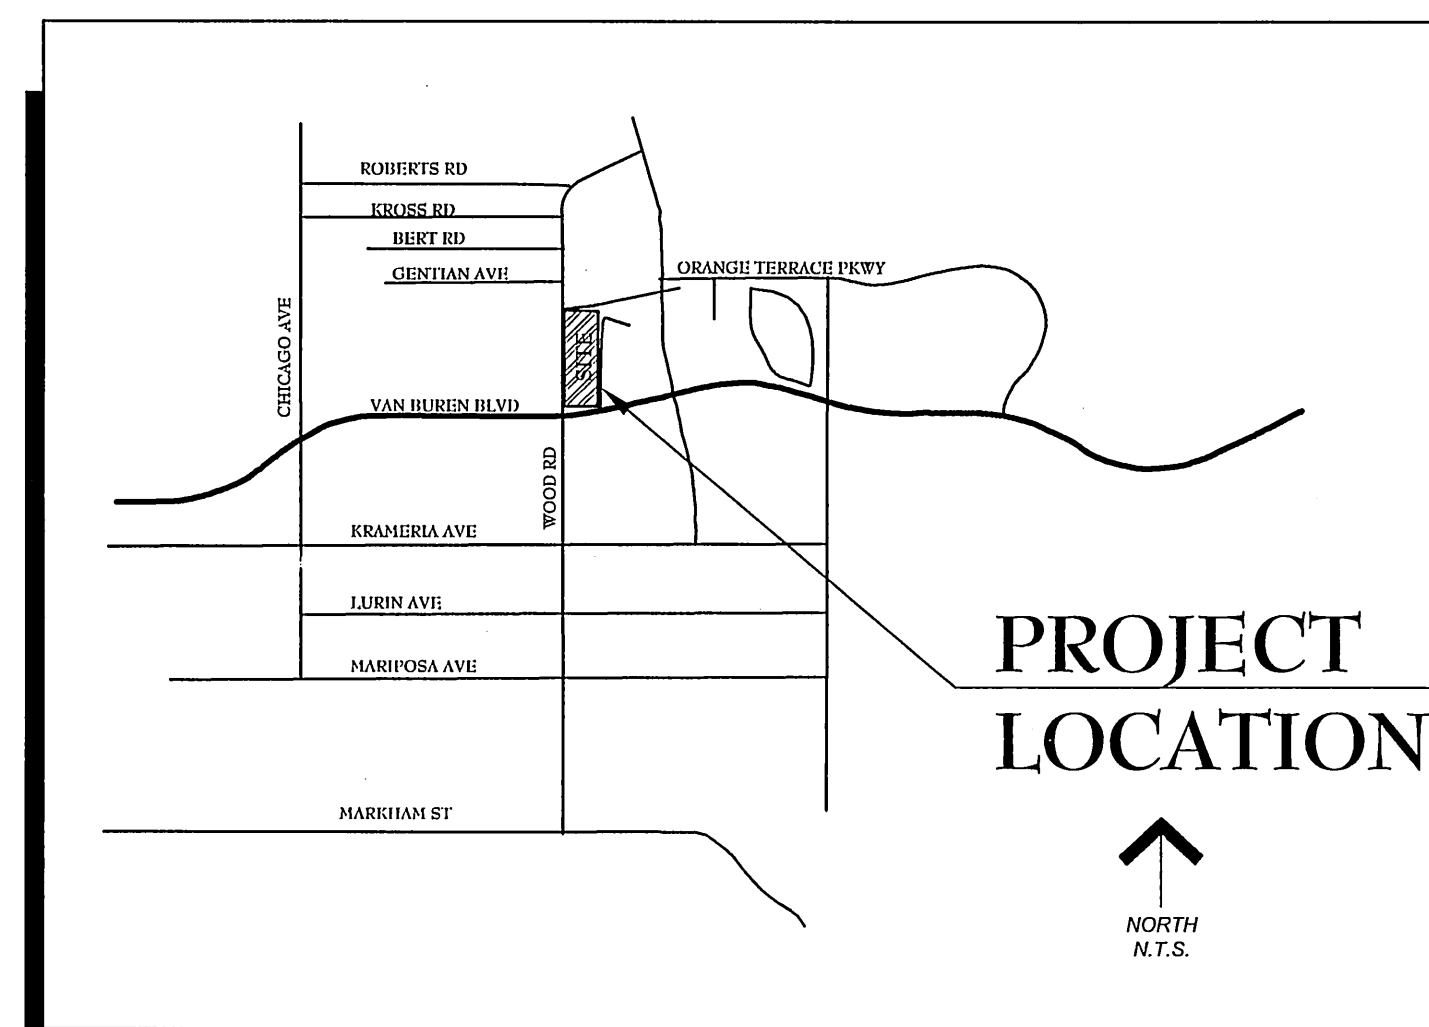 ROBERTS RD
KROSS RD
BERT RD
GENTIAN AVE
ORANGE TERRACE PKWY
CHICAGO AVE
SITE
VAN BUREN BLVD
WOOD RD
KRAMERIA AVE
LURIN AVE
MARIPOSA AVE
PROJECT
LOCATION
MARKHAM ST
NORTH
N.T.S.